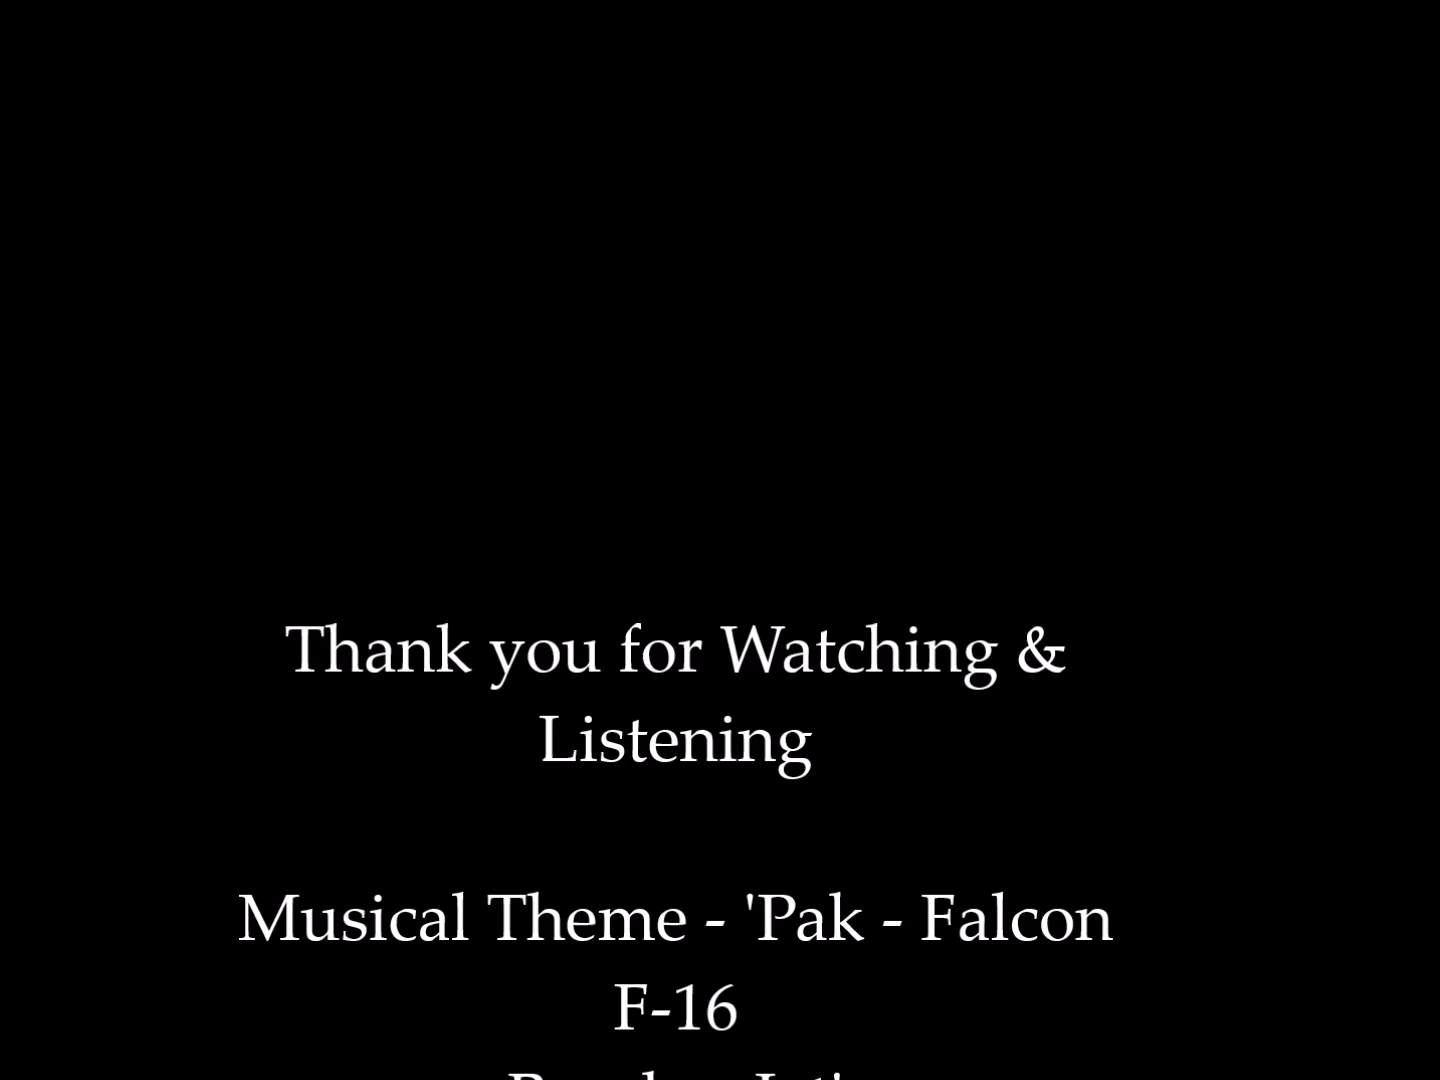 Thank you for Watching &
Listening
Musical Theme - 'Pak - Falcon
F-16